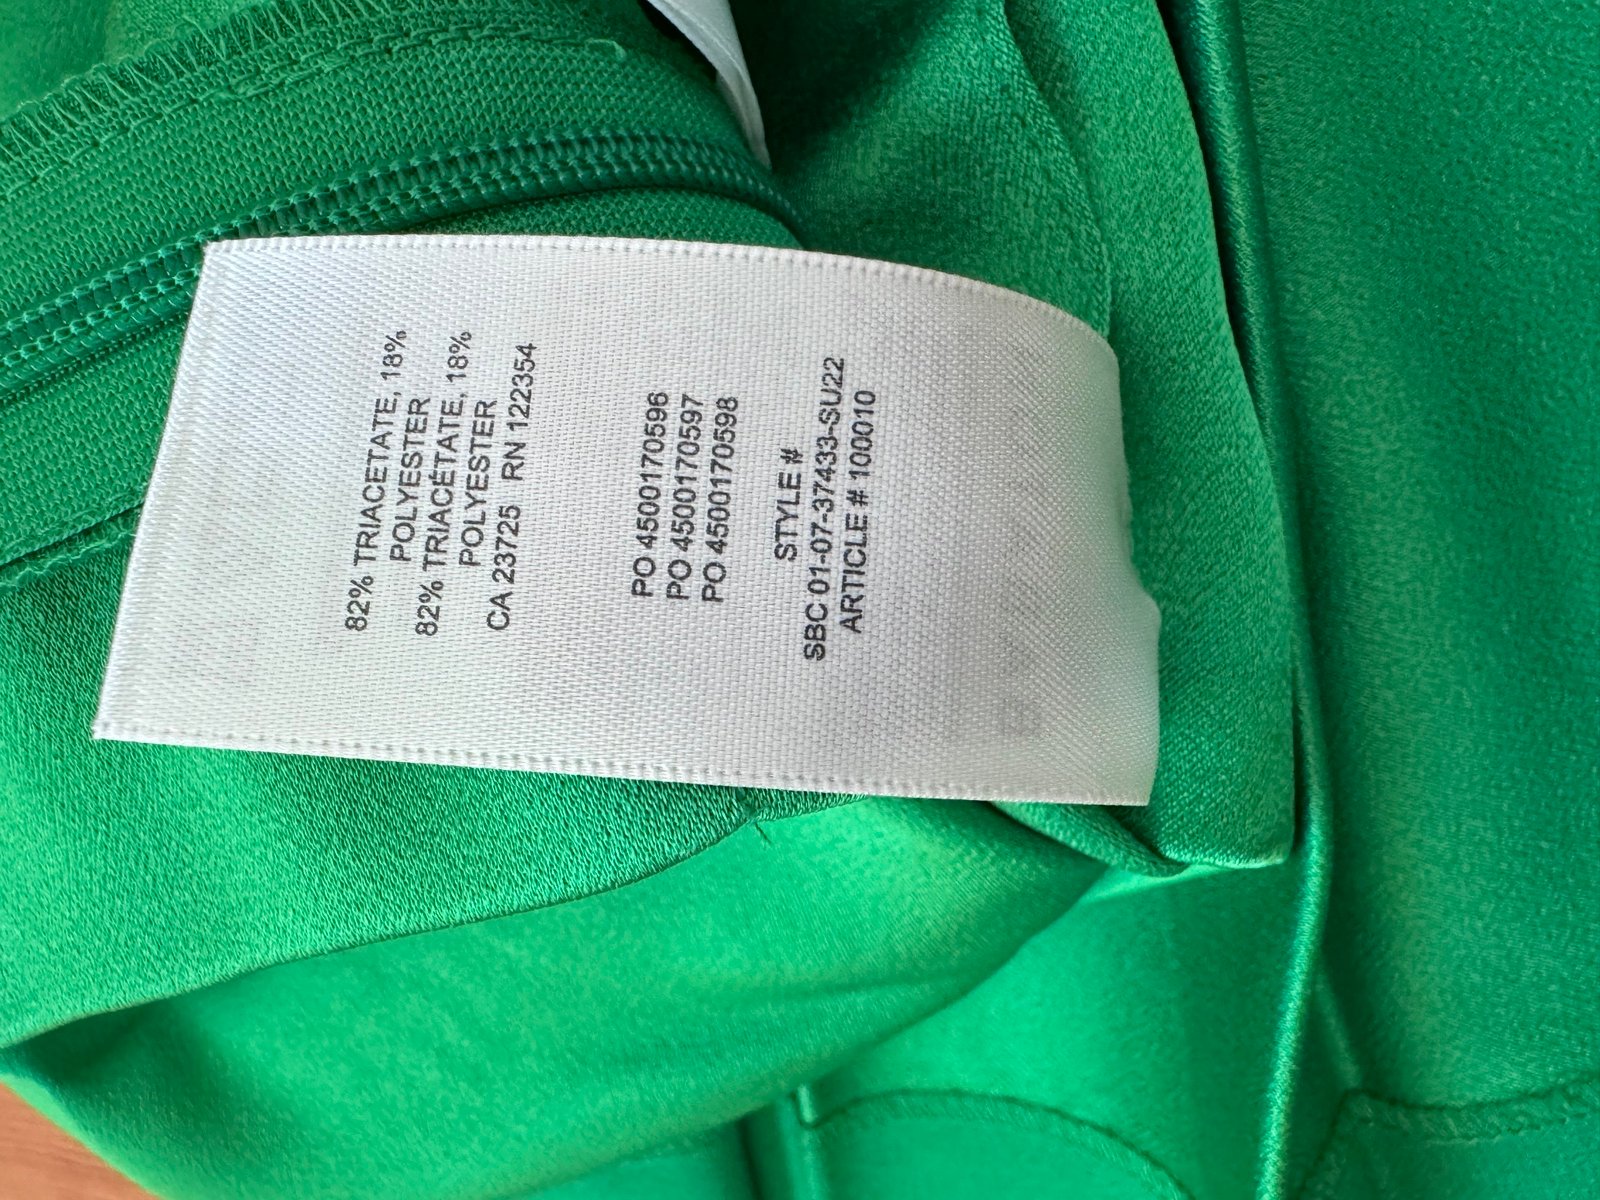 82% TRIACETATE, 18%
POLYESTER
82% TRIACÉTATE, 18%
POLYESTER
CA 23725 RN 122354
PO 4500170596
PO 4500170597
PO 4500170598
STYLE #
SBC 01-07-37433-SU22
ARTICLE # 100010